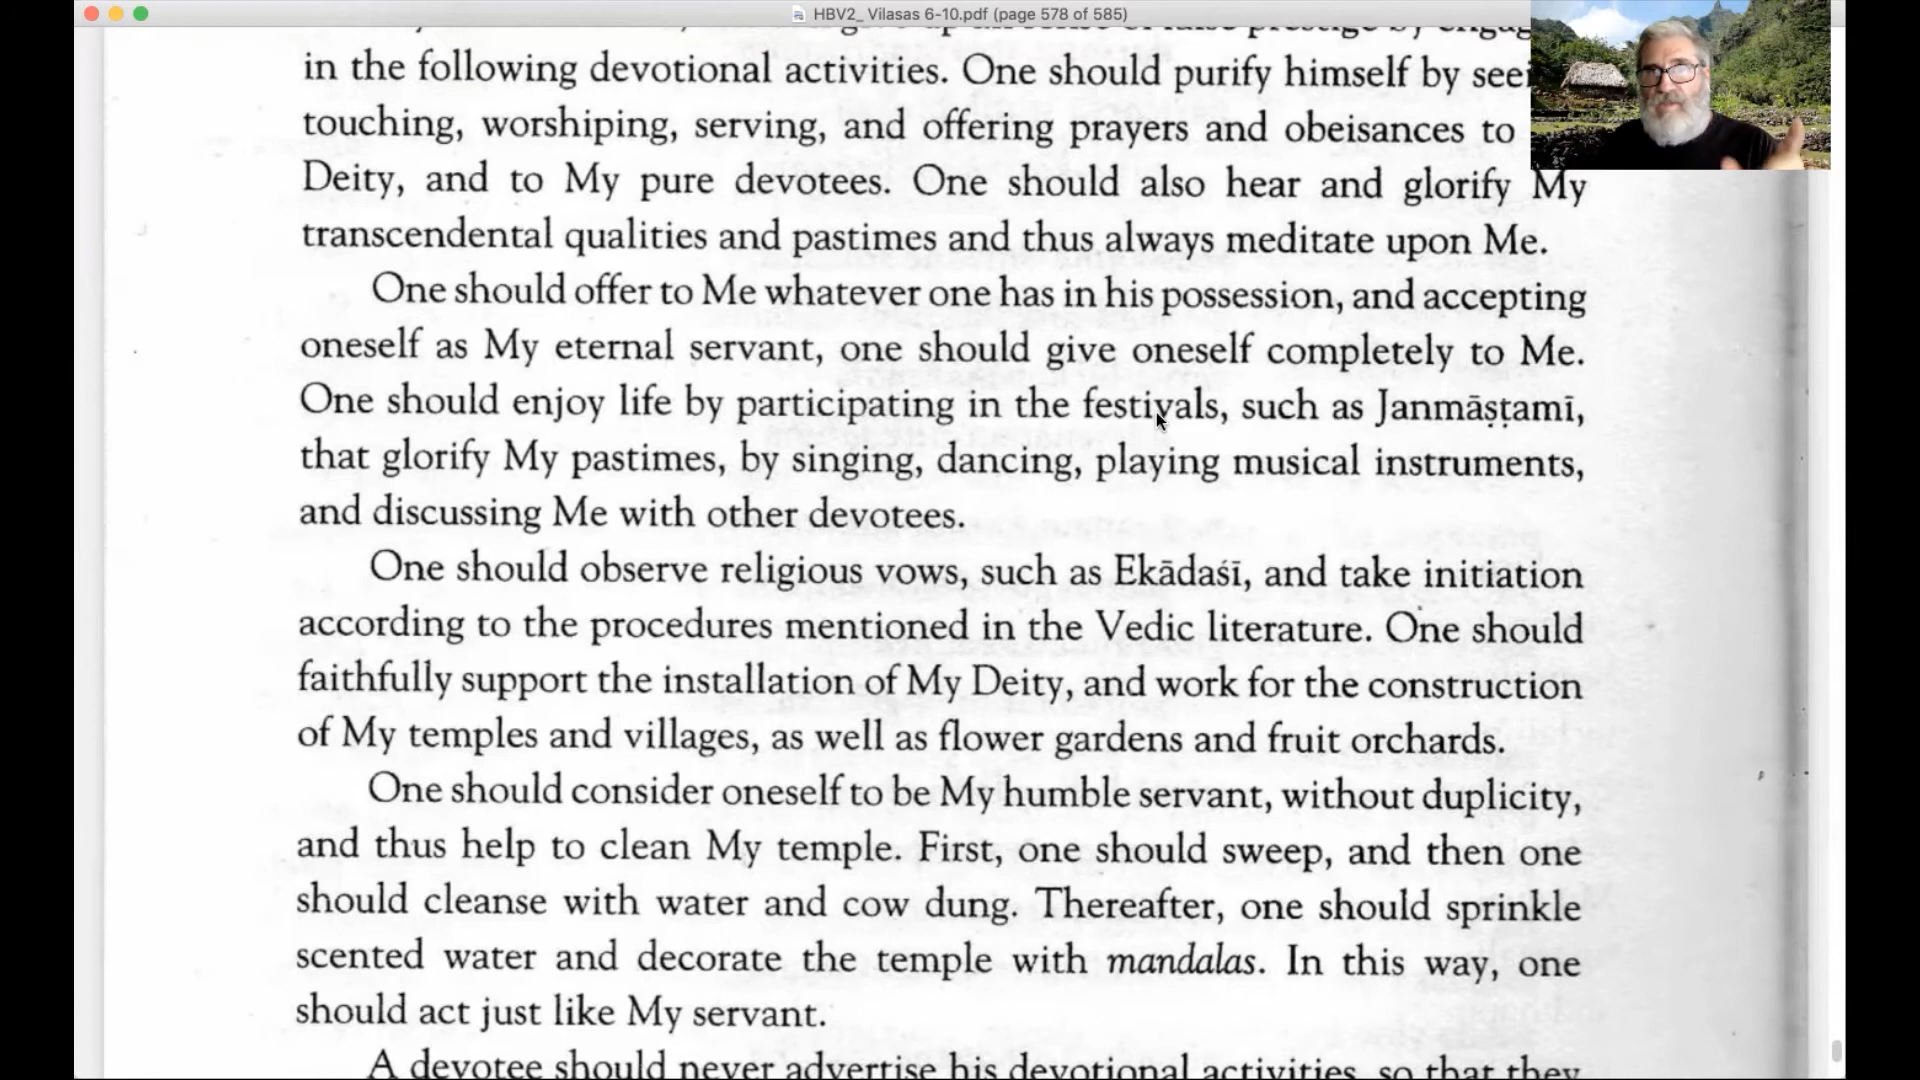 HBV2_ Vilasas 6-10.pdf (page 578 of 585)
in the following devotional activities. One should purify himself by
touching, worshiping, serving, and offering prayers and obeisances to
Deity, and to My pure devotees. One should also hear and glorify My
transcendental qualities and pastimes and thus always meditate upon Me.
One should offer to Me whatever one has in his possession, and accepting
oneself as My eternal servant, one should give oneself completely to Me.
One should enjoy life by participating in the festivals, such as Janmāṣṭamī,
that glorify My pastimes, by singing, dancing, playing musical instruments,
and discussing Me with other devotees.
One should observe religious vows, such as Ekādaśī, and take initiation
according to the procedures mentioned in the Vedic literature. One should
faithfully support the installation of My Deity, and work for the construction
of My temples and villages, as well as flower gardens and fruit orchards.
One should consider oneself to be My humble servant, without duplicity,
and thus help to clean My temple. First, one should sweep, and then one
should cleanse with water and cow dung. Thereafter, one should sprinkle
scented water and decorate the temple with mandalas. In this way, one
should act just like My servant.
A devotee should never advertise his devotional activities, so that they